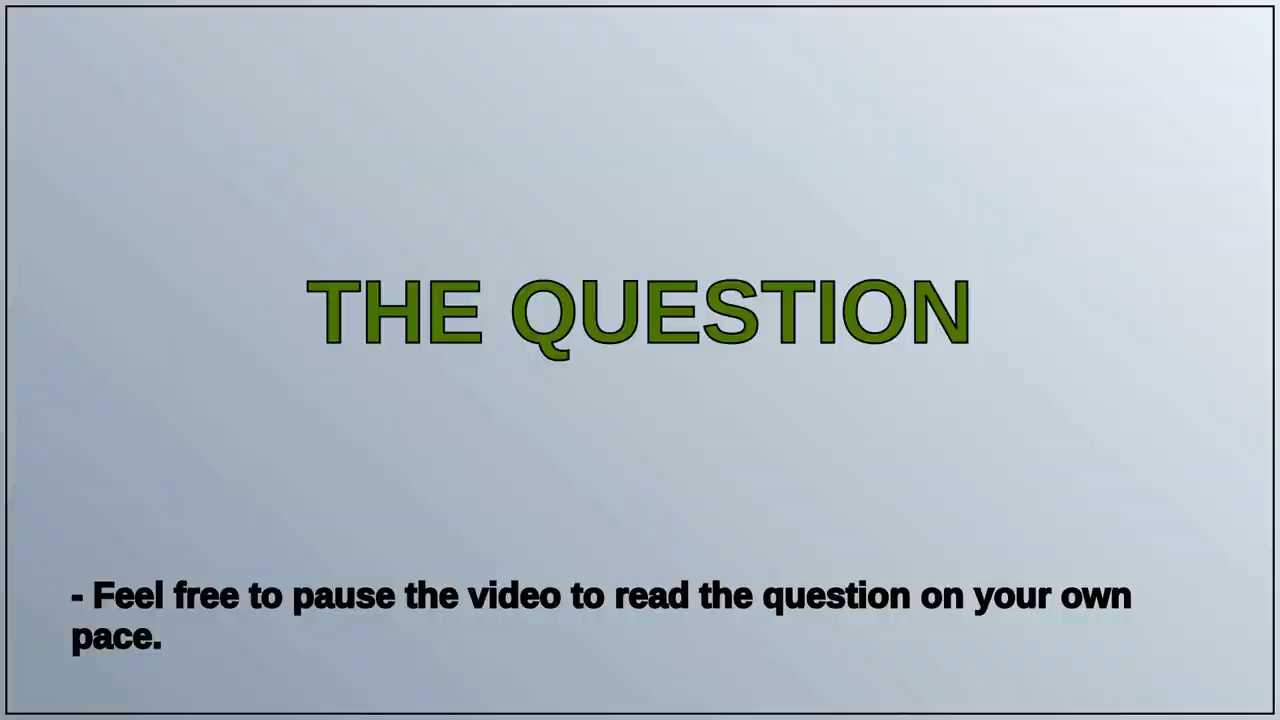 THE QUESTION
- Feel free to pause the video to read the question on your own
pace.